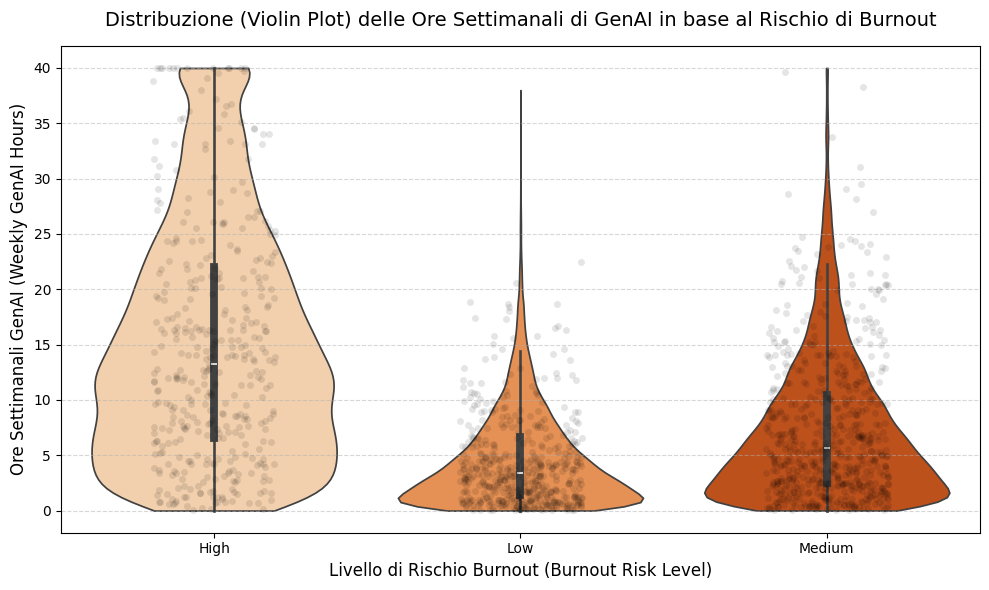 Distribuzione (Violin Plot) delle Ore Settimanali di GenAI in base al Rischio di Burnout
Ore Settimanali GenAI (Weekly GenAI Hours)
40
35
30
25
20
15
10
5
0
High Low Medium
Livello di Rischio Burnout (Burnout Risk Level)